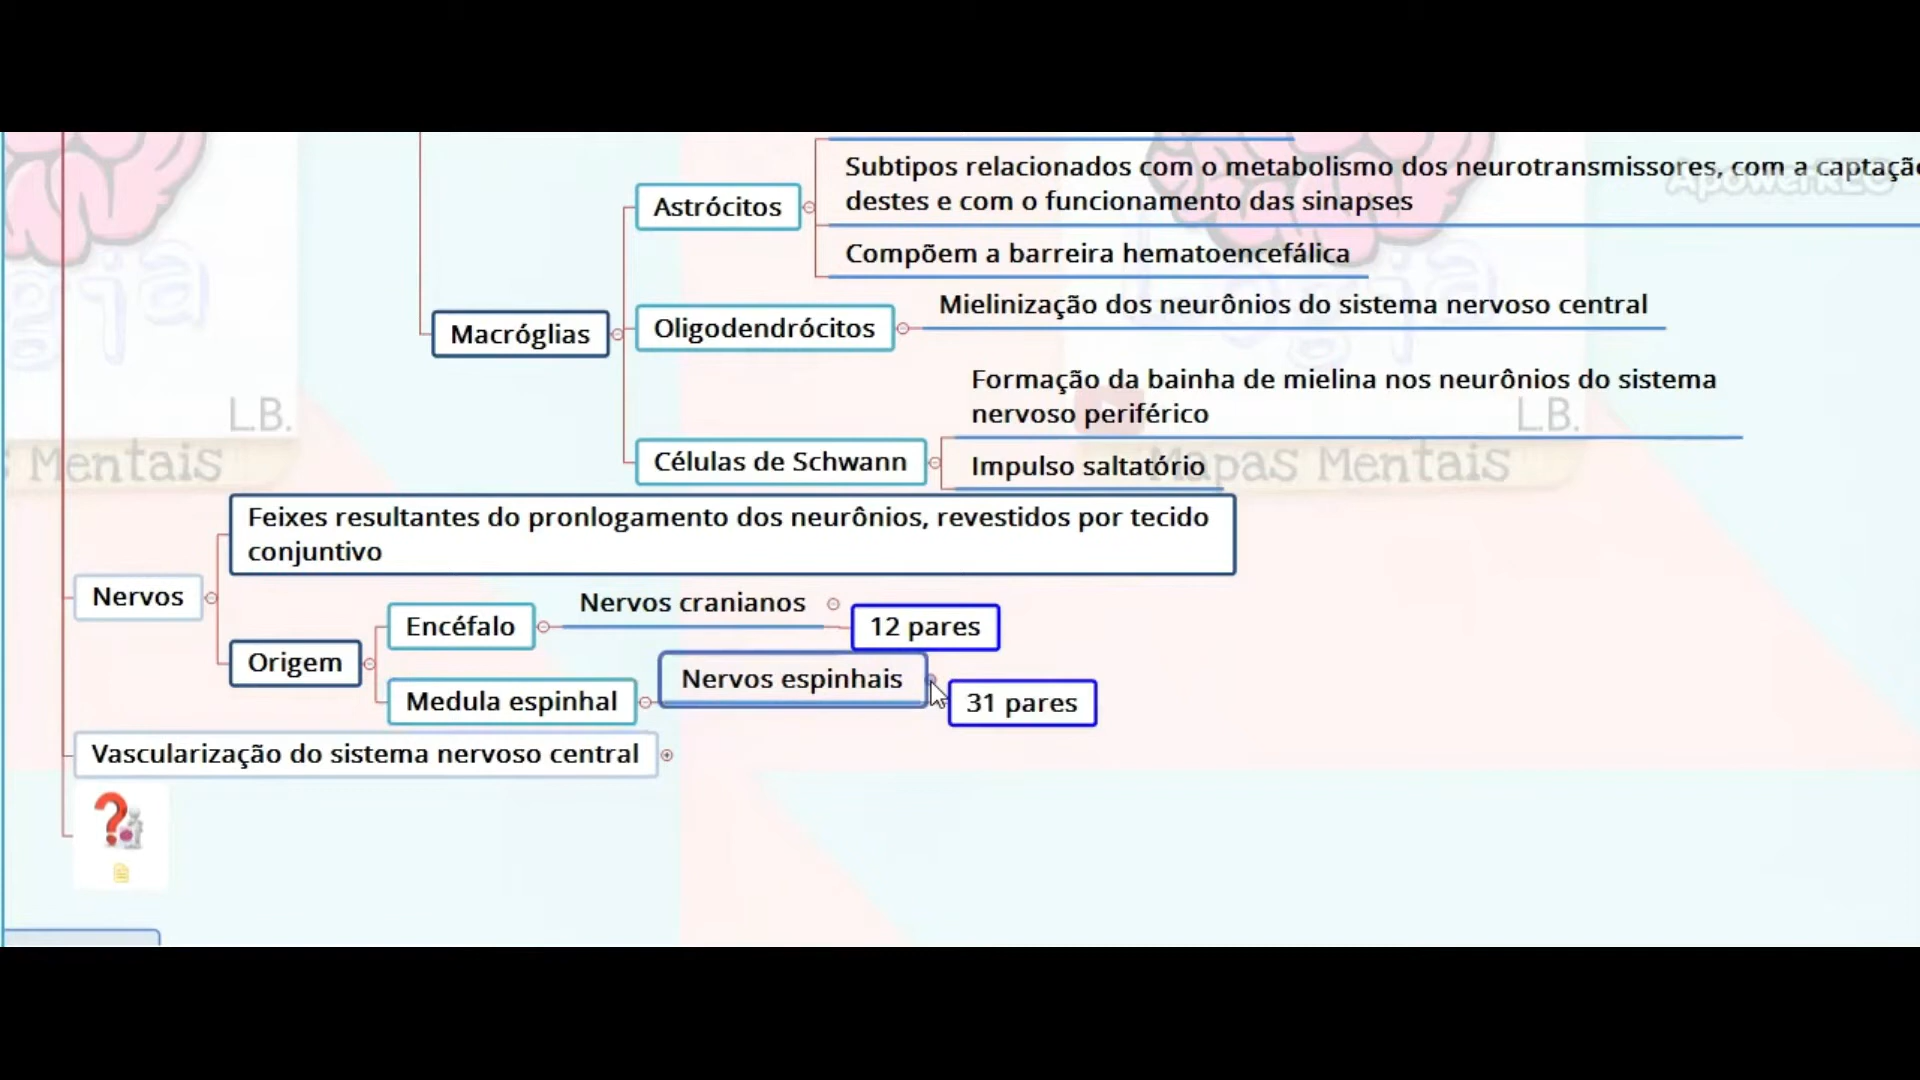 Subtipos relacionados com o metabolismo dos neurotransmissores, com a captação
destes e com o funcionamento das sinapses
Astrócitos
Compõem a barreira hematoencefálica
Mielinização dos neurônios do sistema nervoso central
Oligodendrócitos
Macróglias
Formação da bainha de mielina nos neurônios do sistema
nervoso periférico
Células de Schwann
Impulso saltatório
L.B.
L.B.
Mentais
Mapas Mentais
Feixes resultantes do pronlogamento dos neurônios, revestidos por tecido
conjuntivo
Nervos
Nervos cranianos
Encéfalo
12 pares
Origem
Nervos espinhais
Medula espinhal
31 pares
Vascularização do sistema nervoso central